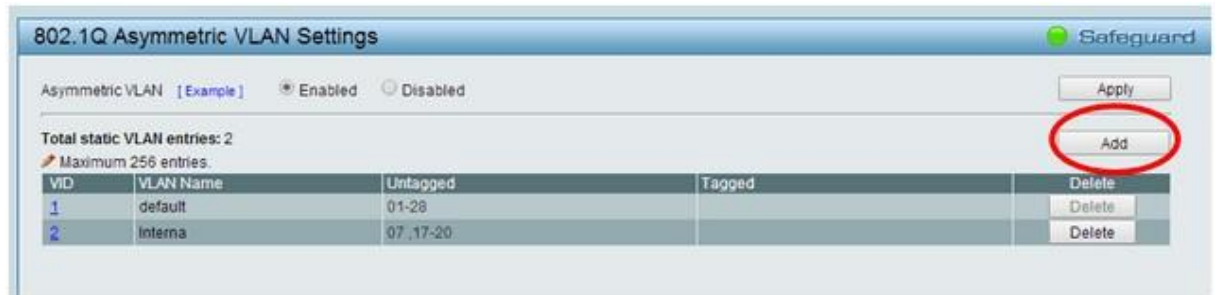 802.1Q Asymmetric VLAN Settings Safeguard
Asymmetric VLAN [ Example ] Enabled Disabled Apply
Total static VLAN entries: 2 Add
Maximum 256 entries.
VID VLAN Name Untagged Tagged Delete
1 default 01-28 Delete
2 Interna 07 ,17-20 Delete